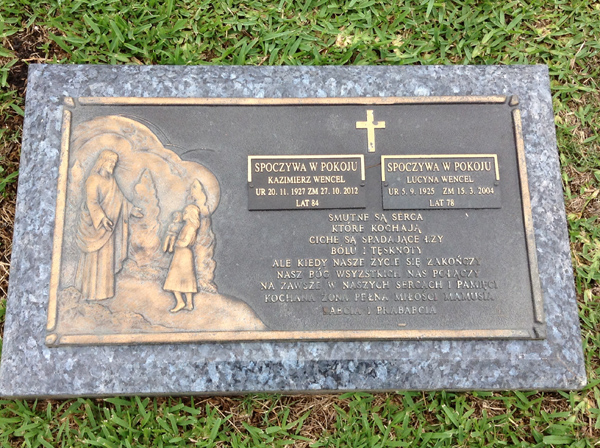 SPOCZYWA W POKOJU
KAZIMIERZ WENCEL
UR 20. 11. 1927 ZM 27. 10. 2012
LAT 84
SPOCZYWA W POKOJU
LUCYNA WENCEL
UR 5. 9. 1925 ZM 15. 3. 2004
LAT 78
SMUTNE SĄ SERCA
KTÓRE KOCHAJĄ
CICHE SĄ SPADAJĄCE ŁZY
BÓLU I TĘSKNOTY
ALE KIEDY NASZE ŻYCIE SIĘ ZAKOŃCZY
NASZ BÓG WSZYSTKICH NAS POŁĄCZY
NA ZAWSZE W NASZYCH SERCACH I PAMIĘCI
KOCHANA ŻONA PEŁNA MIŁOŚCI MAMUSIA
BABCIA I PRABABCIA